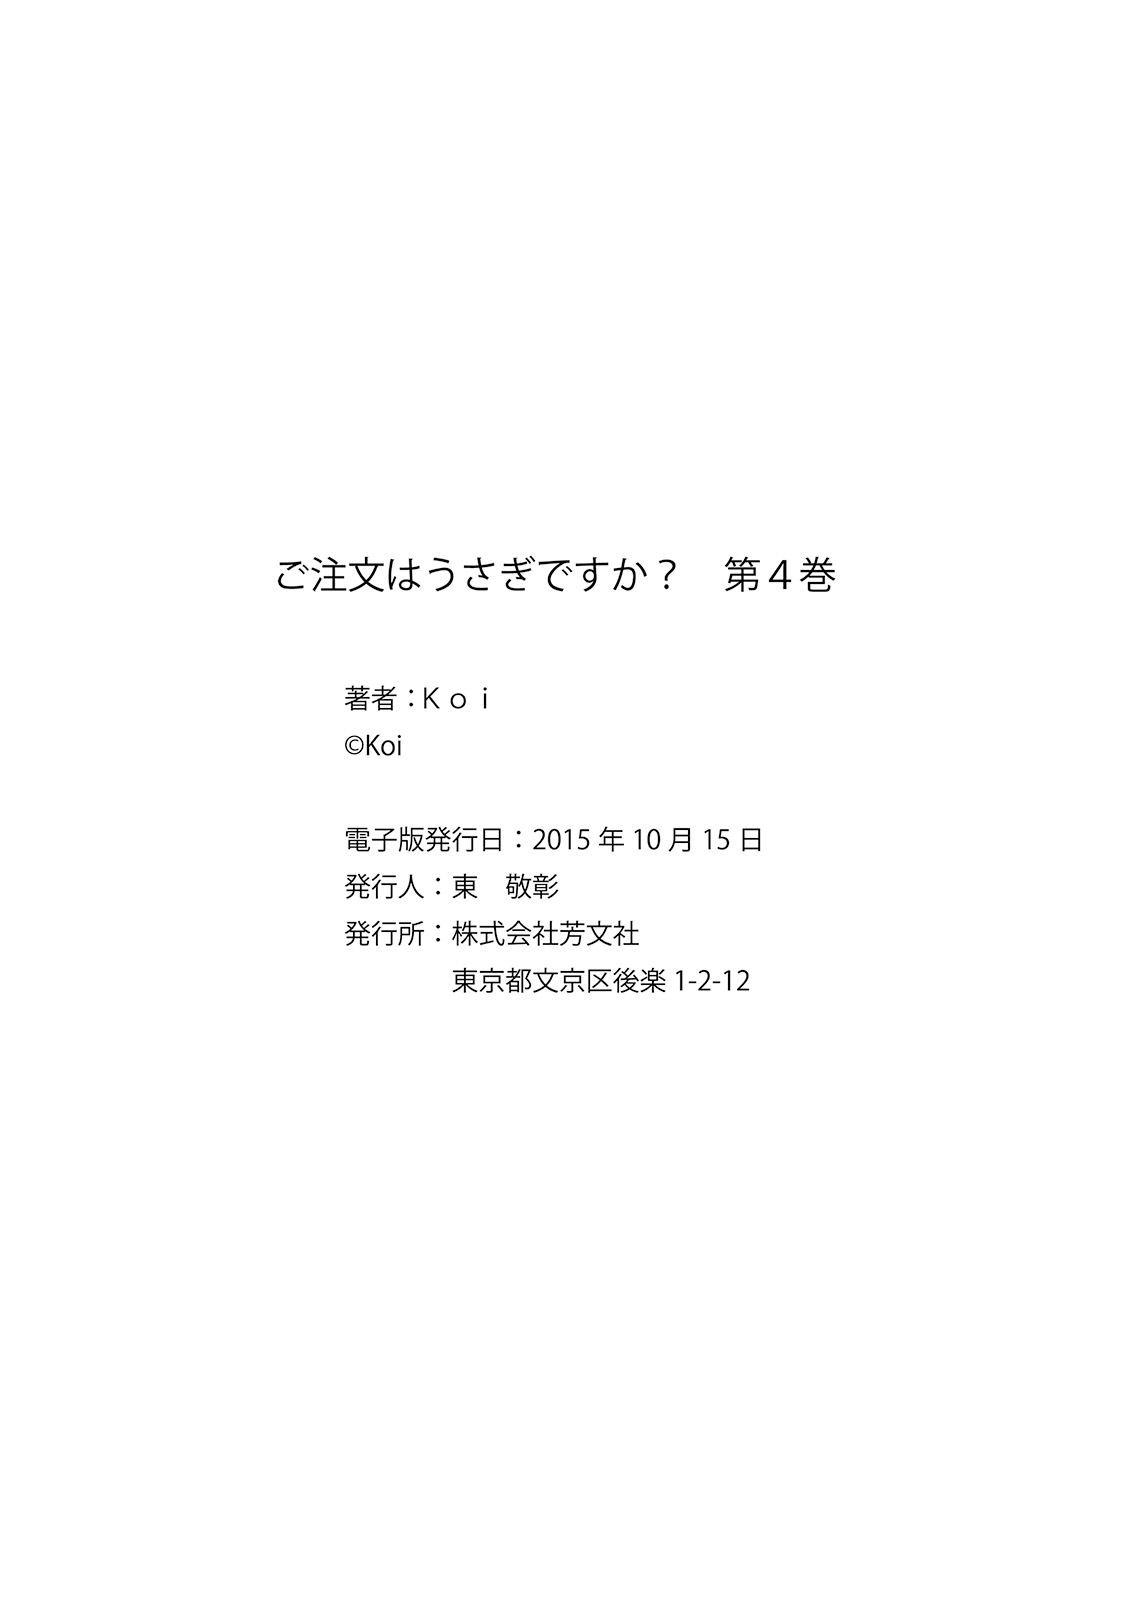 ご注文はうさぎですか？　第４巻
著者：Ｋｏｉ
©Koi
電子版発行日：2015 年 10 月 15 日
発行人：東　敬彰
発行所：株式会社芳文社
東京都文京区後楽 1-2-12